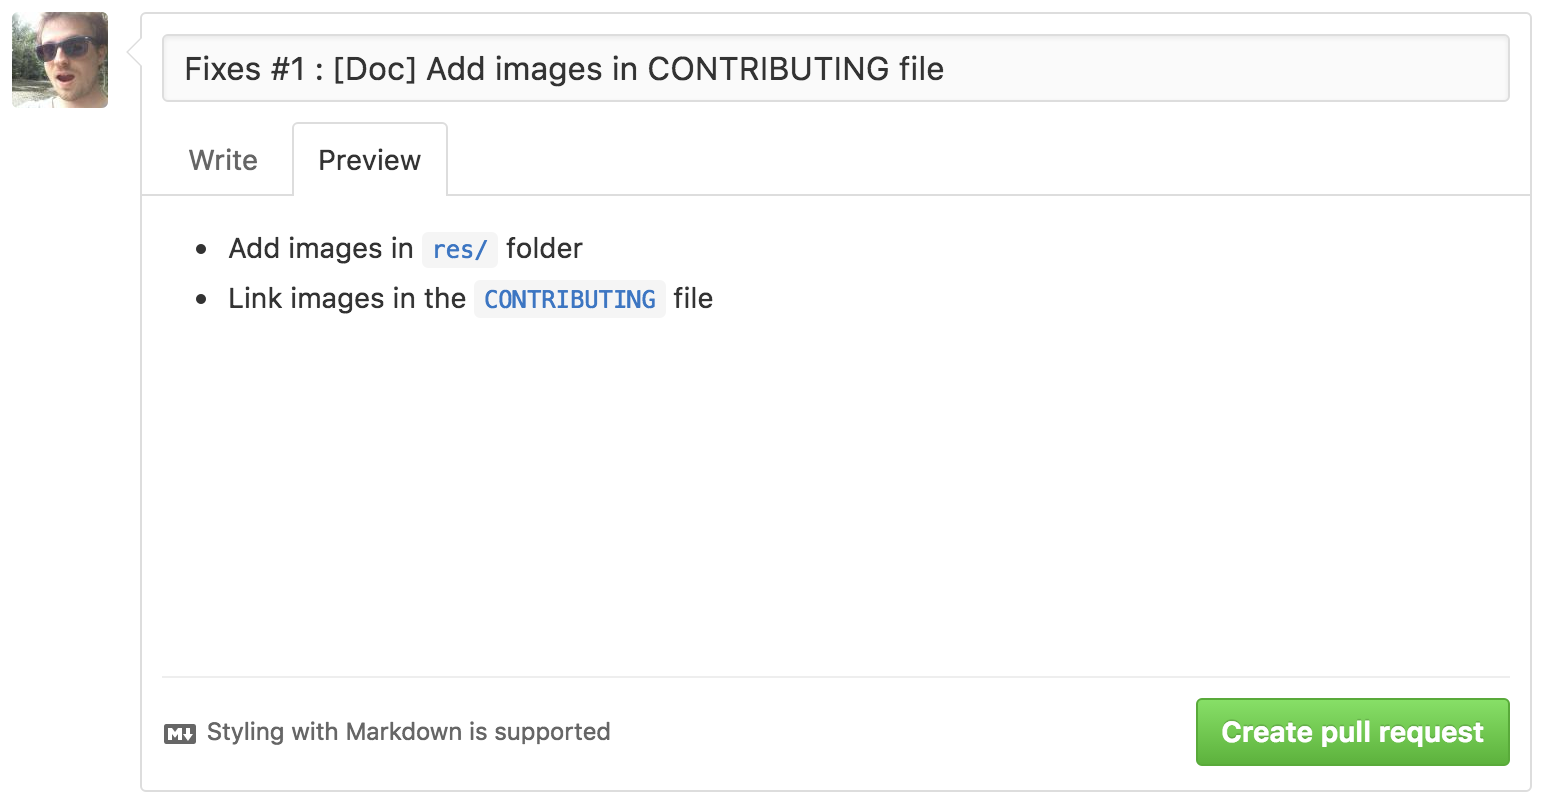 Fixes #1 : [Doc] Add images in CONTRIBUTING file
Write Preview
• Add images in res/ folder
• Link images in the CONTRIBUTING file
M↓ Styling with Markdown is supported
Create pull request